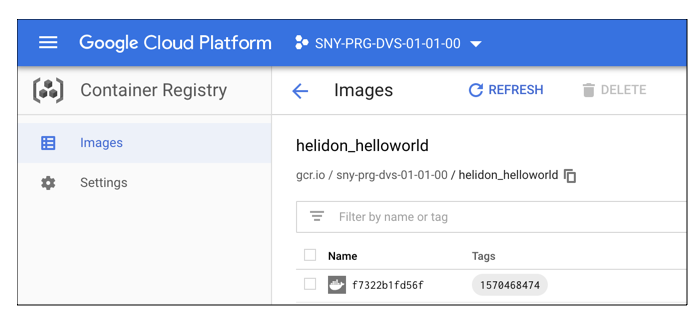 Google Cloud Platform SNY-PRG-DVS-01-01-00
Container Registry Images REFRESH DELETE
Images
Settings
helidon_helloworld
gcr.io / sny-prg-dvs-01-01-00 / helidon_helloworld
Filter by name or tag
Name Tags
f7322b1fd56f 1570468474